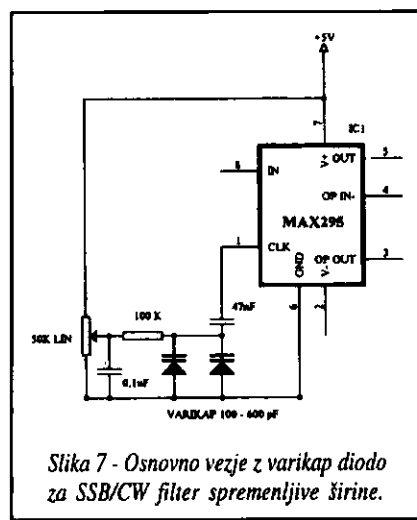 +5V
7
IC1
8
IN
V+
OUT
5
OP IN-
4
MAX295
1
CLK
GND
V-
OP OUT
3
6
2
47nF
100 K
50K LIN
0,1uF
VARIKAP 100 - 600 pF
Slika 7 - Osnovno vezje z varikap diodo
za SSB/CW filter spremenljive širine.